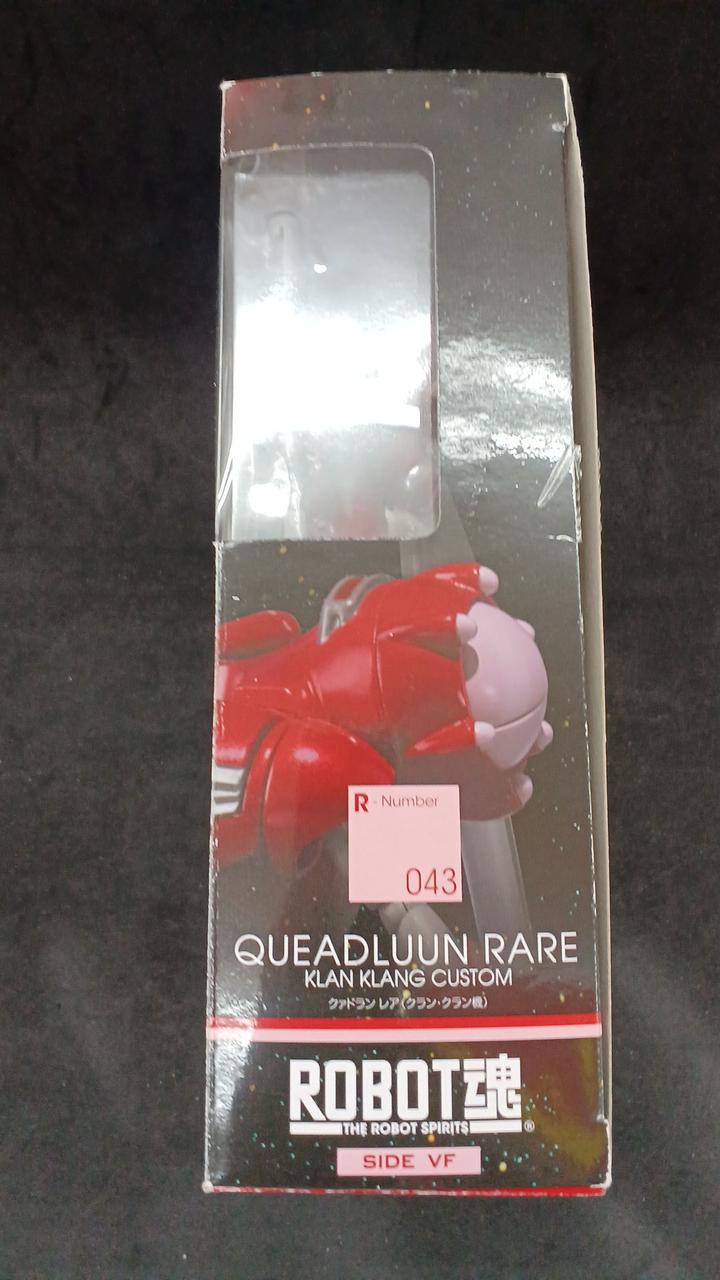 R - Number
043
QUEADLUUN RARE
KLAN KLANG CUSTOM
クァドラン レア(クラン・クラン機)
ROBOT魂
THE ROBOT SPIRITS®
SIDE VF